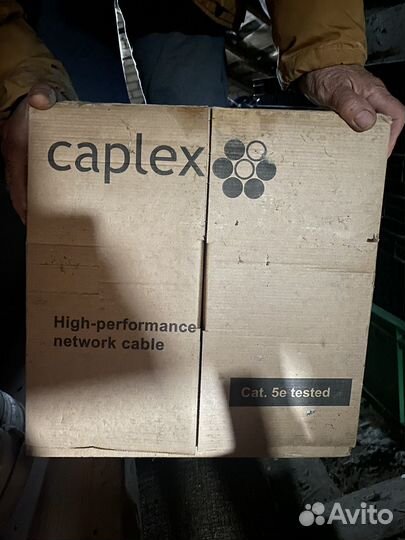 caplex
High-performance
network cable
Cat. 5e tested
Avito